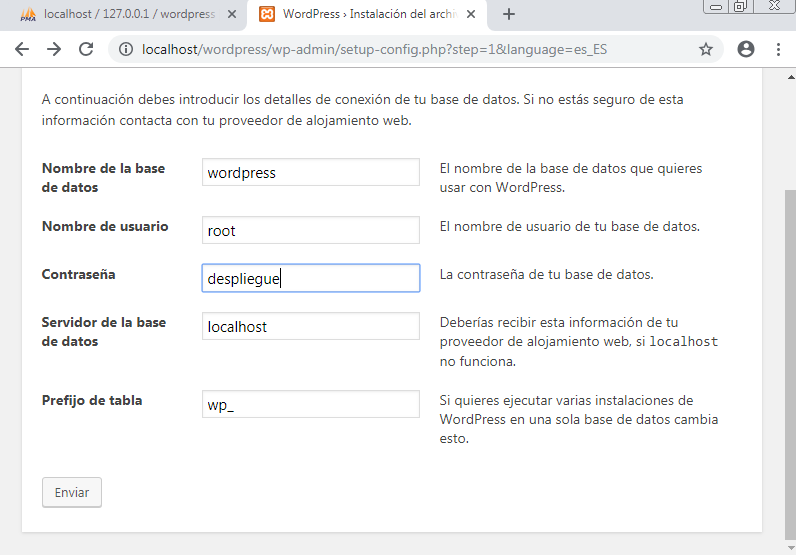 PMA
localhost / 127.0.0.1 / wordpress
WordPress › Instalación del archi
localhost/wordpress/wp-admin/setup-config.php?step=1&language=es_ES
A continuación debes introducir los detalles de conexión de tu base de datos. Si no estás seguro de esta
información contacta con tu proveedor de alojamiento web.
Nombre de la base
de datos
wordpress
El nombre de la base de datos que quieres
usar con WordPress.
Nombre de usuario
root
El nombre de usuario de tu base de datos.
Contraseña
despliegue
La contraseña de tu base de datos.
Servidor de la base
de datos
localhost
Deberías recibir esta información de tu
proveedor de alojamiento web, si localhost
no funciona.
Prefijo de tabla
wp_
Si quieres ejecutar varias instalaciones de
WordPress en una sola base de datos cambia
esto.
Enviar